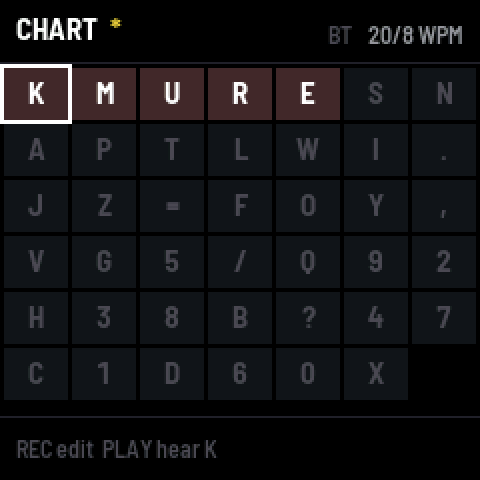 CHART * BT 20/8 WPM
K M U R E S N
A P T L W I .
J Z = F O Y ,
V G 5 / Q 9 2
H 3 8 B ? 4 7
C 1 D 6 0 X
REC edit PLAY hear K